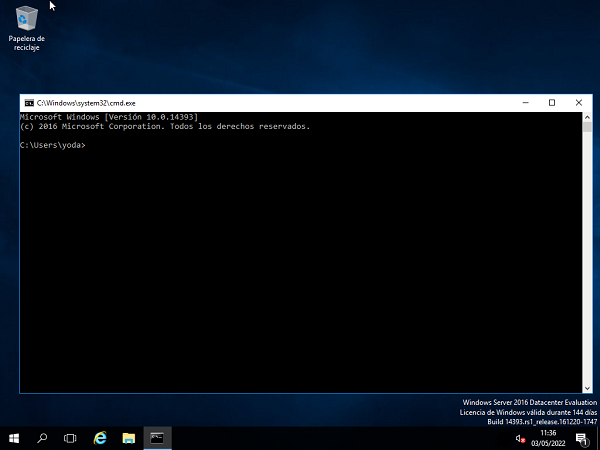 Papelera de
reciclaje
C:\Windows\system32\cmd.exe
Microsoft Windows [Versión 10.0.14393]
(c) 2016 Microsoft Corporation. Todos los derechos reservados.
C:\Users\yoda>
Windows Server 2016 Datacenter Evaluation
Licencia de Windows válida durante 144 días
Build 14393.rs1_release.161220-1747
11:36
03/05/2022
1